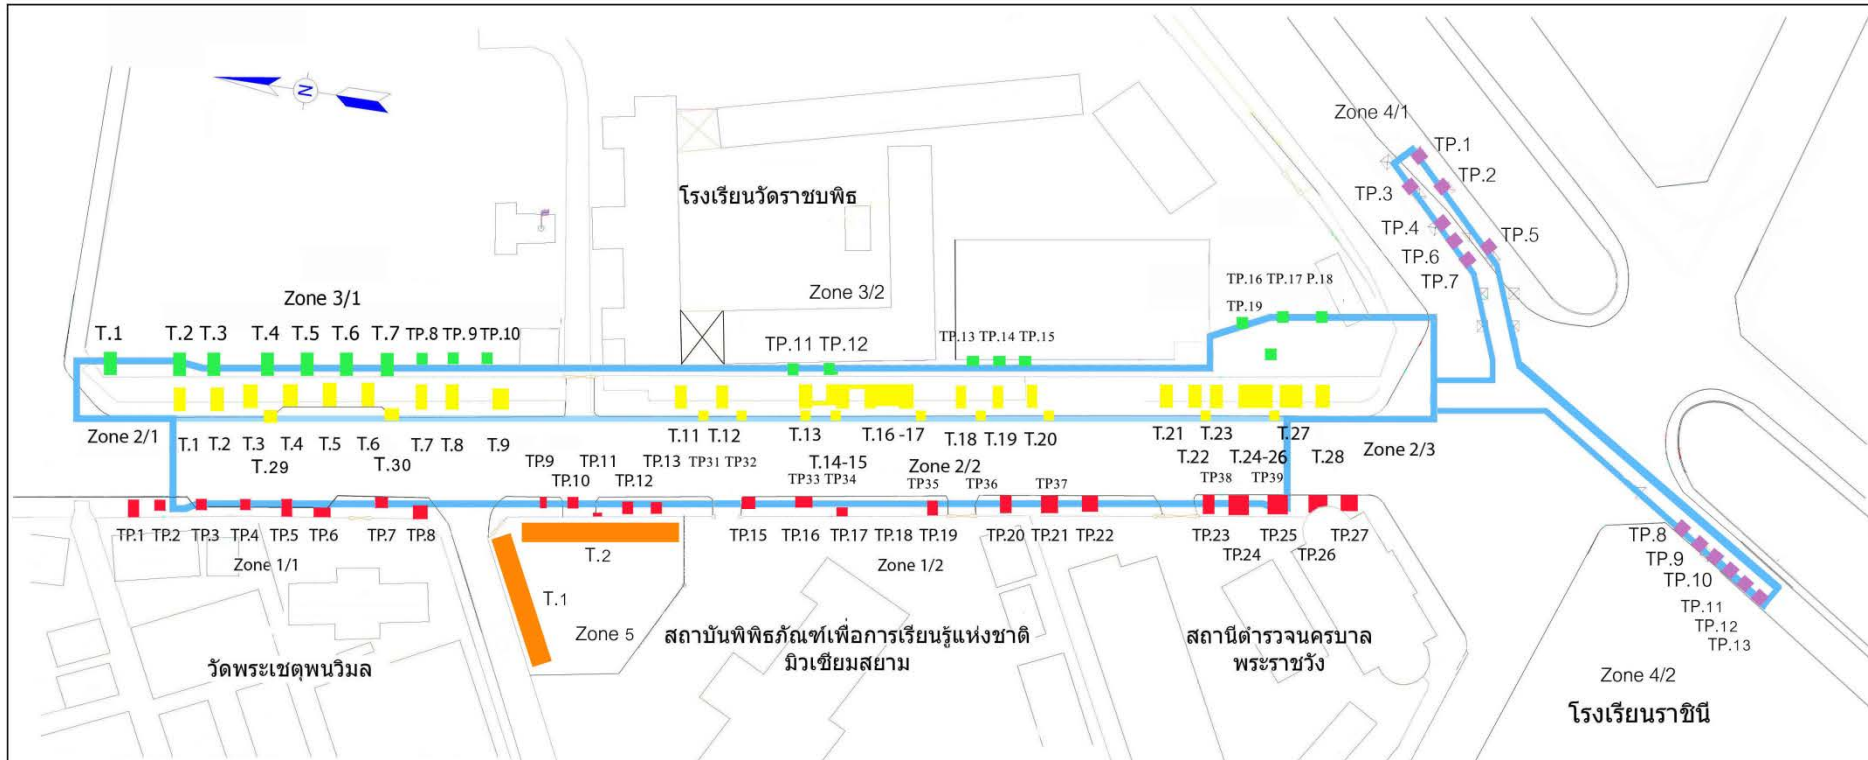 N
Zone 4/1
TP.1
TP.2
TP.3
TP.4
TP.5
TP.6
TP.7
โรงเรียนวัดราชบพิธ
Zone 3/1
Zone 3/2
TP.16 TP.17 P.18
TP.19
T.1 T.2 T.3 T.4 T.5 T.6 T.7 TP.8 TP.9 TP.10
TP.11 TP.12
TP.13 TP.14 TP.15
Zone 2/1
T.1 T.2 T.3 T.4 T.5 T.6 T.7 T.8 T.9
T.29
T.30
T.11 T.12 T.13 T.16 -17 T.18 T.19 T.20
T.14-15
Zone 2/2
T.21 T.23 T.27
T.22 T.24-26 T.28
Zone 2/3
TP.9 TP.11 TP.13 TP31 TP32
TP.10 TP.12
TP33 TP34 TP35 TP36 TP37 TP38 TP39
TP.1 TP.2 TP.3 TP.4 TP.5 TP.6 TP.7 TP.8
TP.15 TP.16 TP.17 TP.18 TP.19 TP.20 TP.21 TP.22
TP.23 TP.25 TP.27
TP.24 TP.26
Zone 1/1
Zone 1/2
T.2
T.1
Zone 5
วัดพระเชตุพนวิมล
สถาบันพิพิธภัณฑ์เพื่อการเรียนรู้แห่งชาติ
มิวเซียมสยาม
สถานีตำรวจนครบาล
พระราชวัง
TP.8
TP.9
TP.10
TP.11
TP.12
TP.13
Zone 4/2
โรงเรียนราชินี